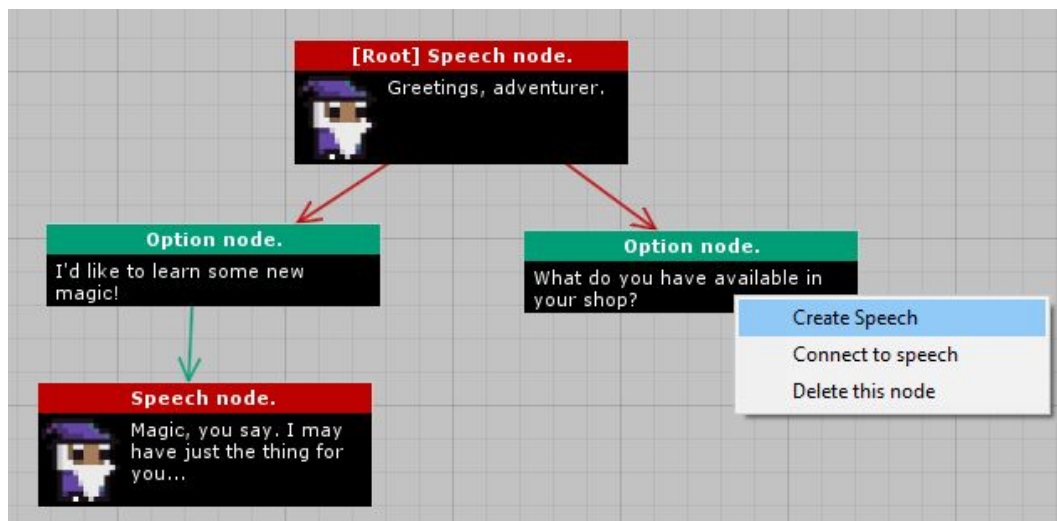 [Root] Speech node.
Greetings, adventurer.
Option node.
I'd like to learn some new
magic!
Option node.
What do you have available in
your shop?
Create Speech
Connect to speech
Delete this node
Speech node.
Magic, you say. I may
have just the thing for
you...